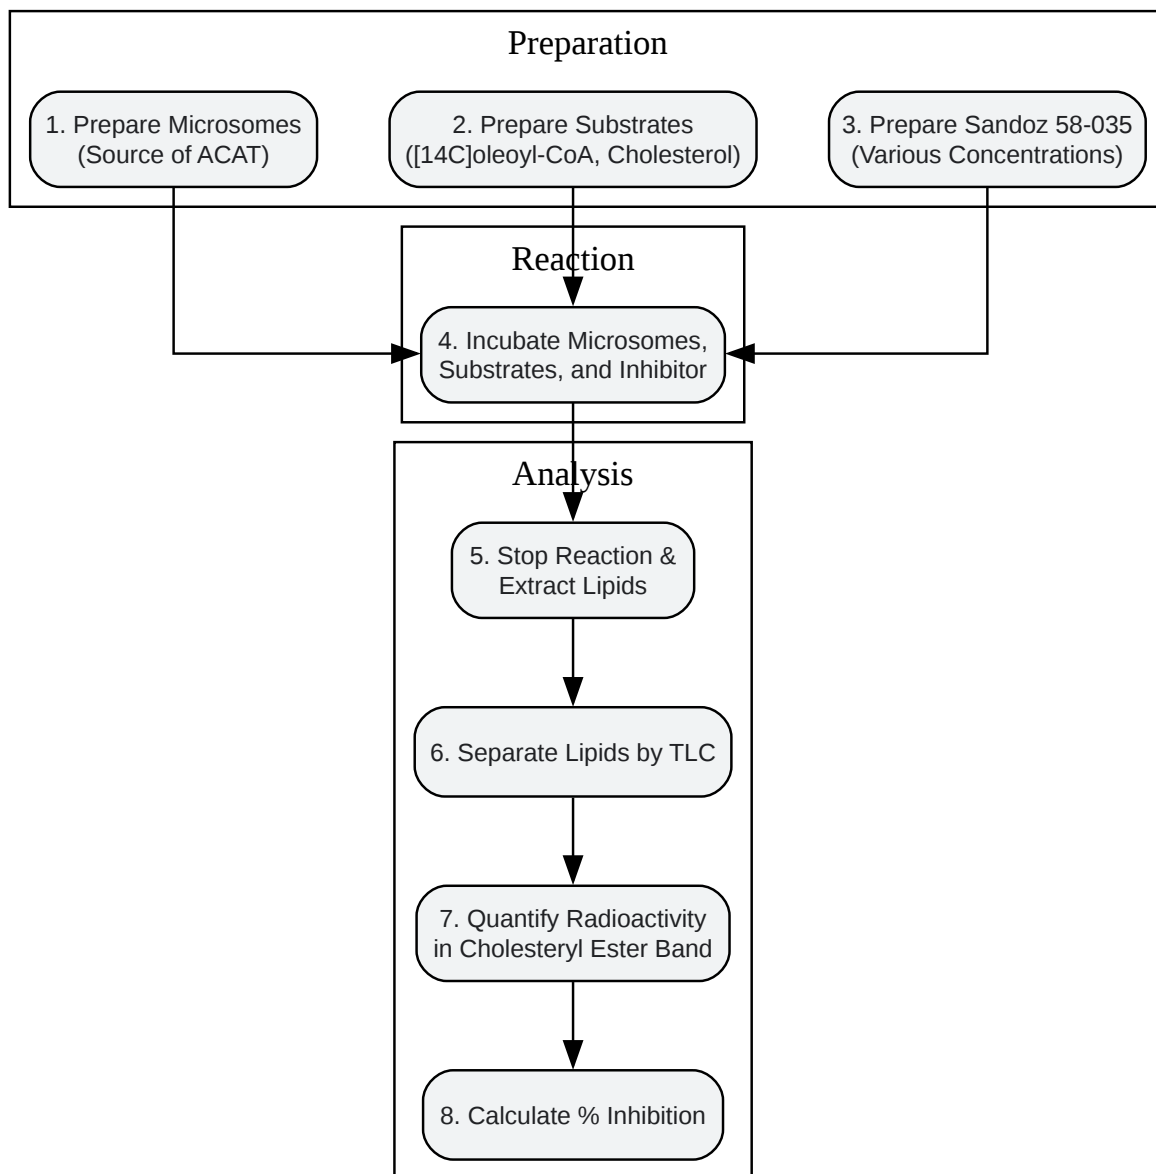 Preparation
1. Prepare Microsomes
(Source of ACAT)
2. Prepare Substrates
([14C]oleoyl-CoA, Cholesterol)
3. Prepare Sandoz 58-035
(Various Concentrations)
Reaction
4. Incubate Microsomes,
Substrates, and Inhibitor
Analysis
5. Stop Reaction &
Extract Lipids
6. Separate Lipids by TLC
7. Quantify Radioactivity
in Cholesteryl Ester Band
8. Calculate % Inhibition